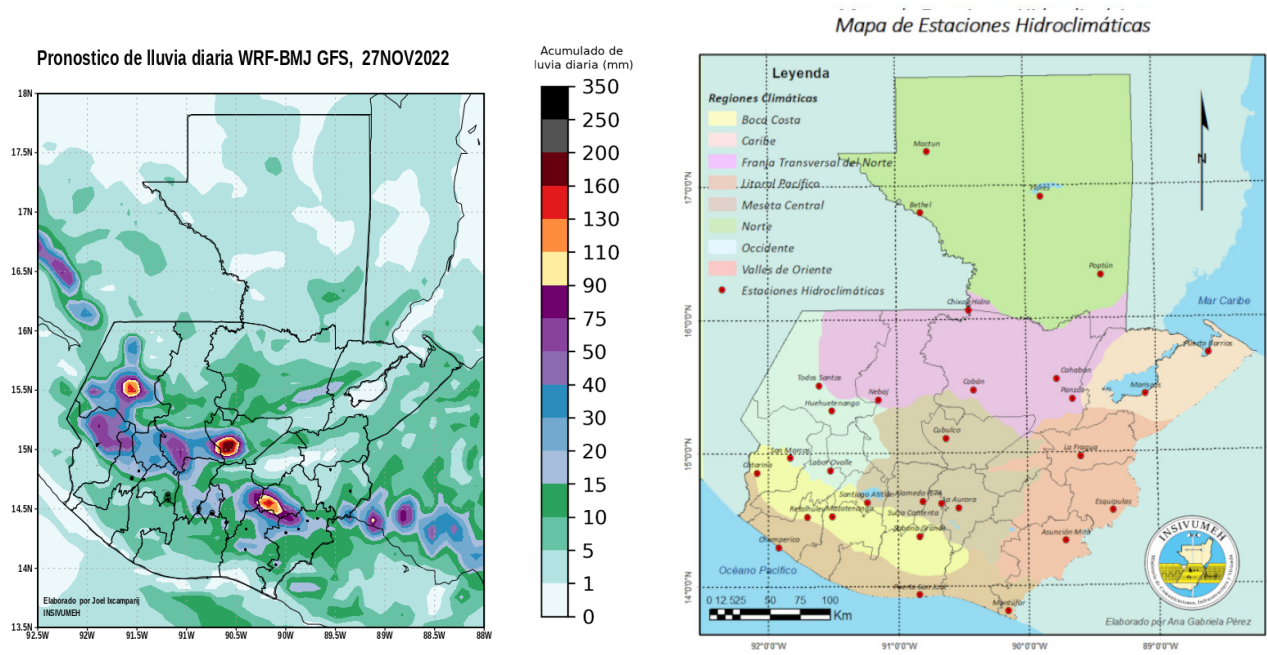 Pronostico de lluvia diaria WRF-BMJ GFS, 27NOV2022
Acumulado de
lluvia diaria (mm)
350
250
200
160
130
110
90
75
50
40
30
20
15
10
5
1
0
18N
17.5N
17N
16.5N
16N
15.5N
15N
14.5N
14N
13.5N
92.5W 92W 91.5W 91W 90.5W 90W 89.5W 89W 88.5W 88W
Elaborado por Joel Ixcamparij
INSIVUMEH
Mapa de Estaciones Hidroclimáticas
Leyenda
Regiones Climáticas
Boca Costa
Caribe
Franja Transversal del Norte
Litoral Pacífico
Meseta Central
Norte
Occidente
Valles de Oriente
Estaciones Hidroclimáticas
N
Mactun
Flores
Bethel
Poptún
Chixoy Hidro
Mar Caribe
Puerto Barrios
Todos Santos
Huehuetenango
Nebaj
Cobán
Cahabón
Panzós
Mariscos
Cubulco
La Fragua
San Marcos
Catarina
Labor Ovalle
Santiago Atitlán
Alameda ICTA
La Aurora
Retalhuleu
Mazatenango
Suiza Contenta
Sabana Grande
Esquipulas
Asunción Mita
Champerico
Montúfar
Océano Pacífico
17°0'0"N
16°0'0"N
15°0'0"N
14°0'0"N
92°0'0"W 91°0'0"W 90°0'0"W 89°0'0"W
0 12.525 50 75 100
Km
INSIVUMEH
Elaborado por Ana Gabriela Pérez